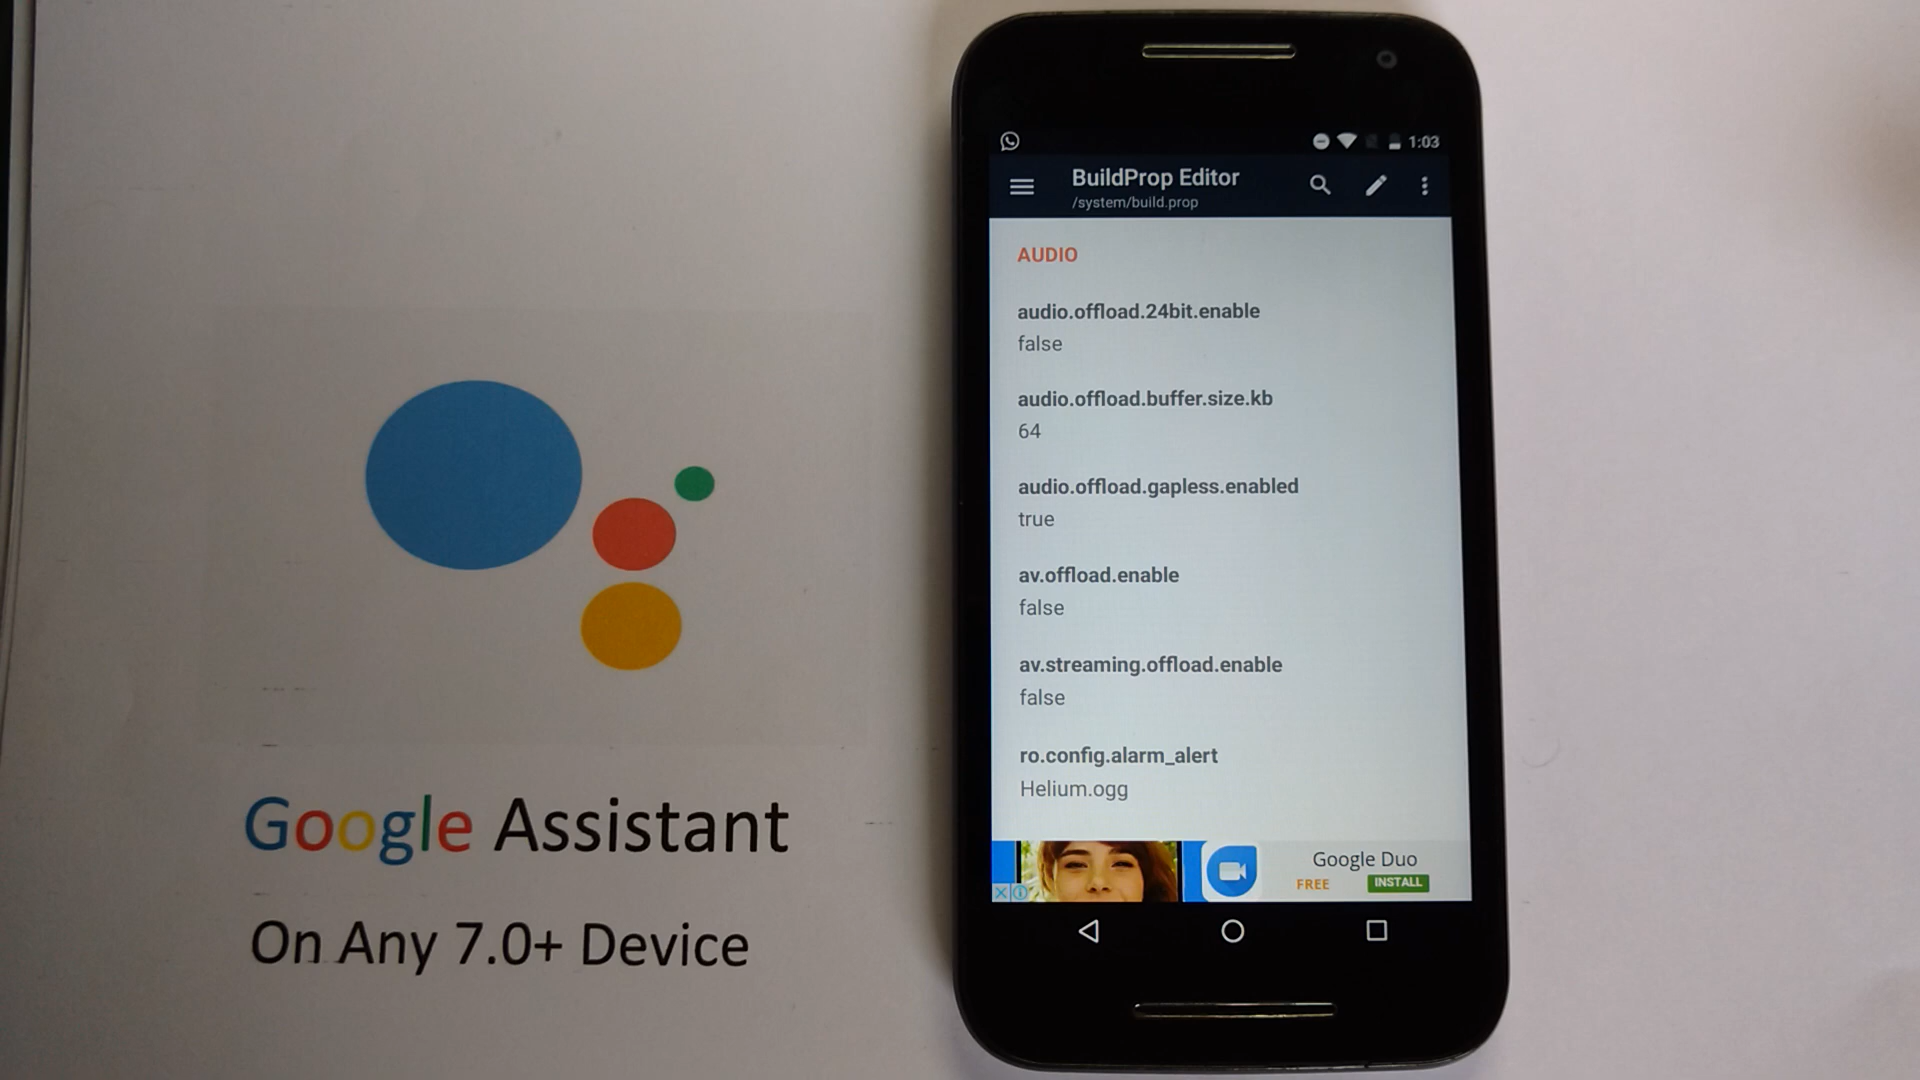 Google Assistant
On Any 7.0+ Device
1:03
BuildProp Editor
/system/build.prop
AUDIO
audio.offload.24bit.enable
false
audio.offload.buffer.size.kb
64
audio.offload.gapless.enabled
true
av.offload.enable
false
av.streaming.offload.enable
false
ro.config.alarm_alert
Helium.ogg
Google Duo
FREE INSTALL